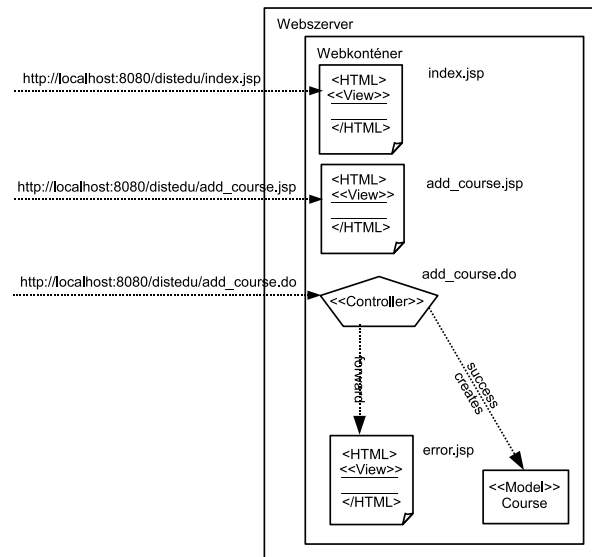 Webszerver
Webkonténer
http://localhost:8080/distedu/index.jsp
<HTML>
<<View>>
</HTML>
index.jsp
http://localhost:8080/distedu/add_course.jsp
<HTML>
<<View>>
</HTML>
add_course.jsp
http://localhost:8080/distedu/add_course.do
add_course.do
<<Controller>>
forward
success
creates
<HTML>
<<View>>
</HTML>
error.jsp
<<Model>>
Course